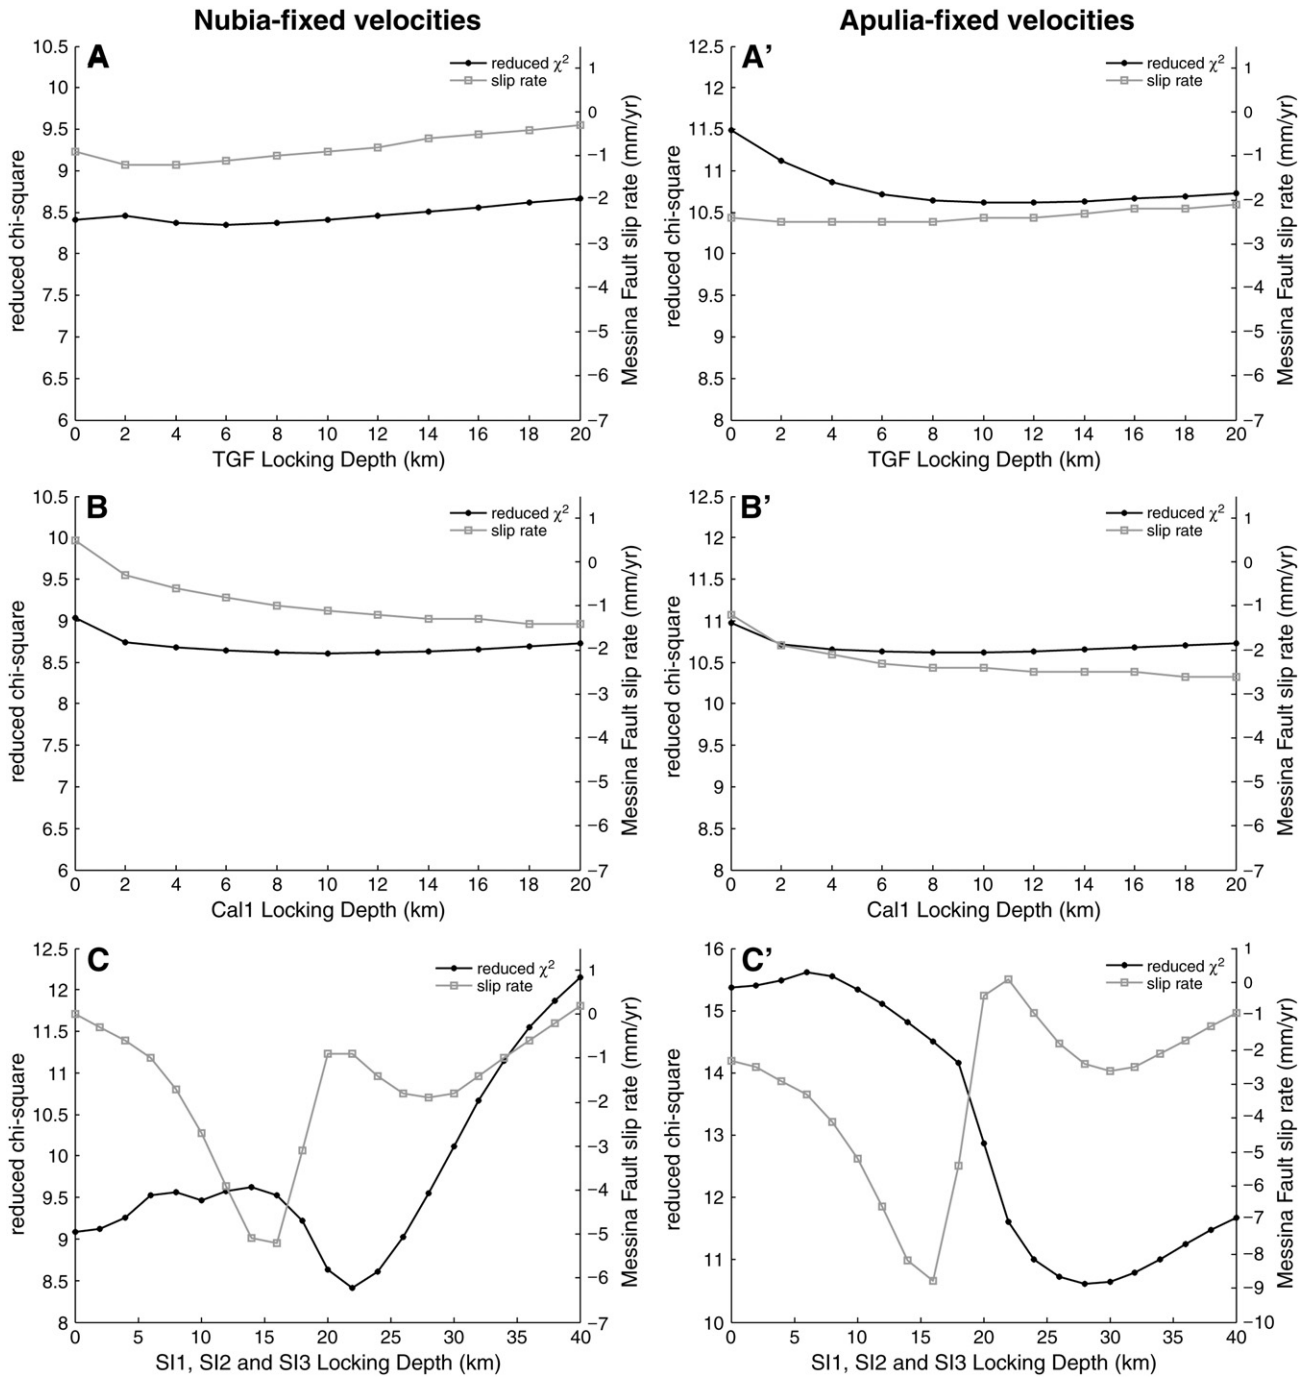 Nubia-fixed velocities
Apulia-fixed velocities
A
reduced χ²
slip rate
10.5
10
9.5
9
8.5
8
7.5
7
6.5
6
reduced chi-square
1
0
−1
−2
−3
−4
−5
−6
−7
Messina Fault slip rate (mm/yr)
0 2 4 6 8 10 12 14 16 18 20
TGF Locking Depth (km)
A’
reduced χ²
slip rate
12.5
12
11.5
11
10.5
10
9.5
9
8.5
8
reduced chi-square
1
0
−1
−2
−3
−4
−5
−6
−7
Messina Fault slip rate (mm/yr)
0 2 4 6 8 10 12 14 16 18 20
TGF Locking Depth (km)
B
reduced χ²
slip rate
10.5
10
9.5
9
8.5
8
7.5
7
6.5
6
reduced chi-square
1
0
−1
−2
−3
−4
−5
−6
−7
Messina Fault slip rate (mm/yr)
0 2 4 6 8 10 12 14 16 18 20
Cal1 Locking Depth (km)
B’
reduced χ²
slip rate
12.5
12
11.5
11
10.5
10
9.5
9
8.5
8
reduced chi-square
1
0
−1
−2
−3
−4
−5
−6
−7
Messina Fault slip rate (mm/yr)
0 2 4 6 8 10 12 14 16 18 20
Cal1 Locking Depth (km)
C
reduced χ²
slip rate
12.5
12
11.5
11
10.5
10
9.5
9
8.5
8
reduced chi-square
1
0
−1
−2
−3
−4
−5
−6
−7
Messina Fault slip rate (mm/yr)
0 5 10 15 20 25 30 35 40
SI1, SI2 and SI3 Locking Depth (km)
C’
reduced χ²
slip rate
16
15
14
13
12
11
10
reduced chi-square
1
0
−1
−2
−3
−4
−5
−6
−7
−8
−9
−10
Messina Fault slip rate (mm/yr)
0 5 10 15 20 25 30 35 40
SI1, SI2 and SI3 Locking Depth (km)